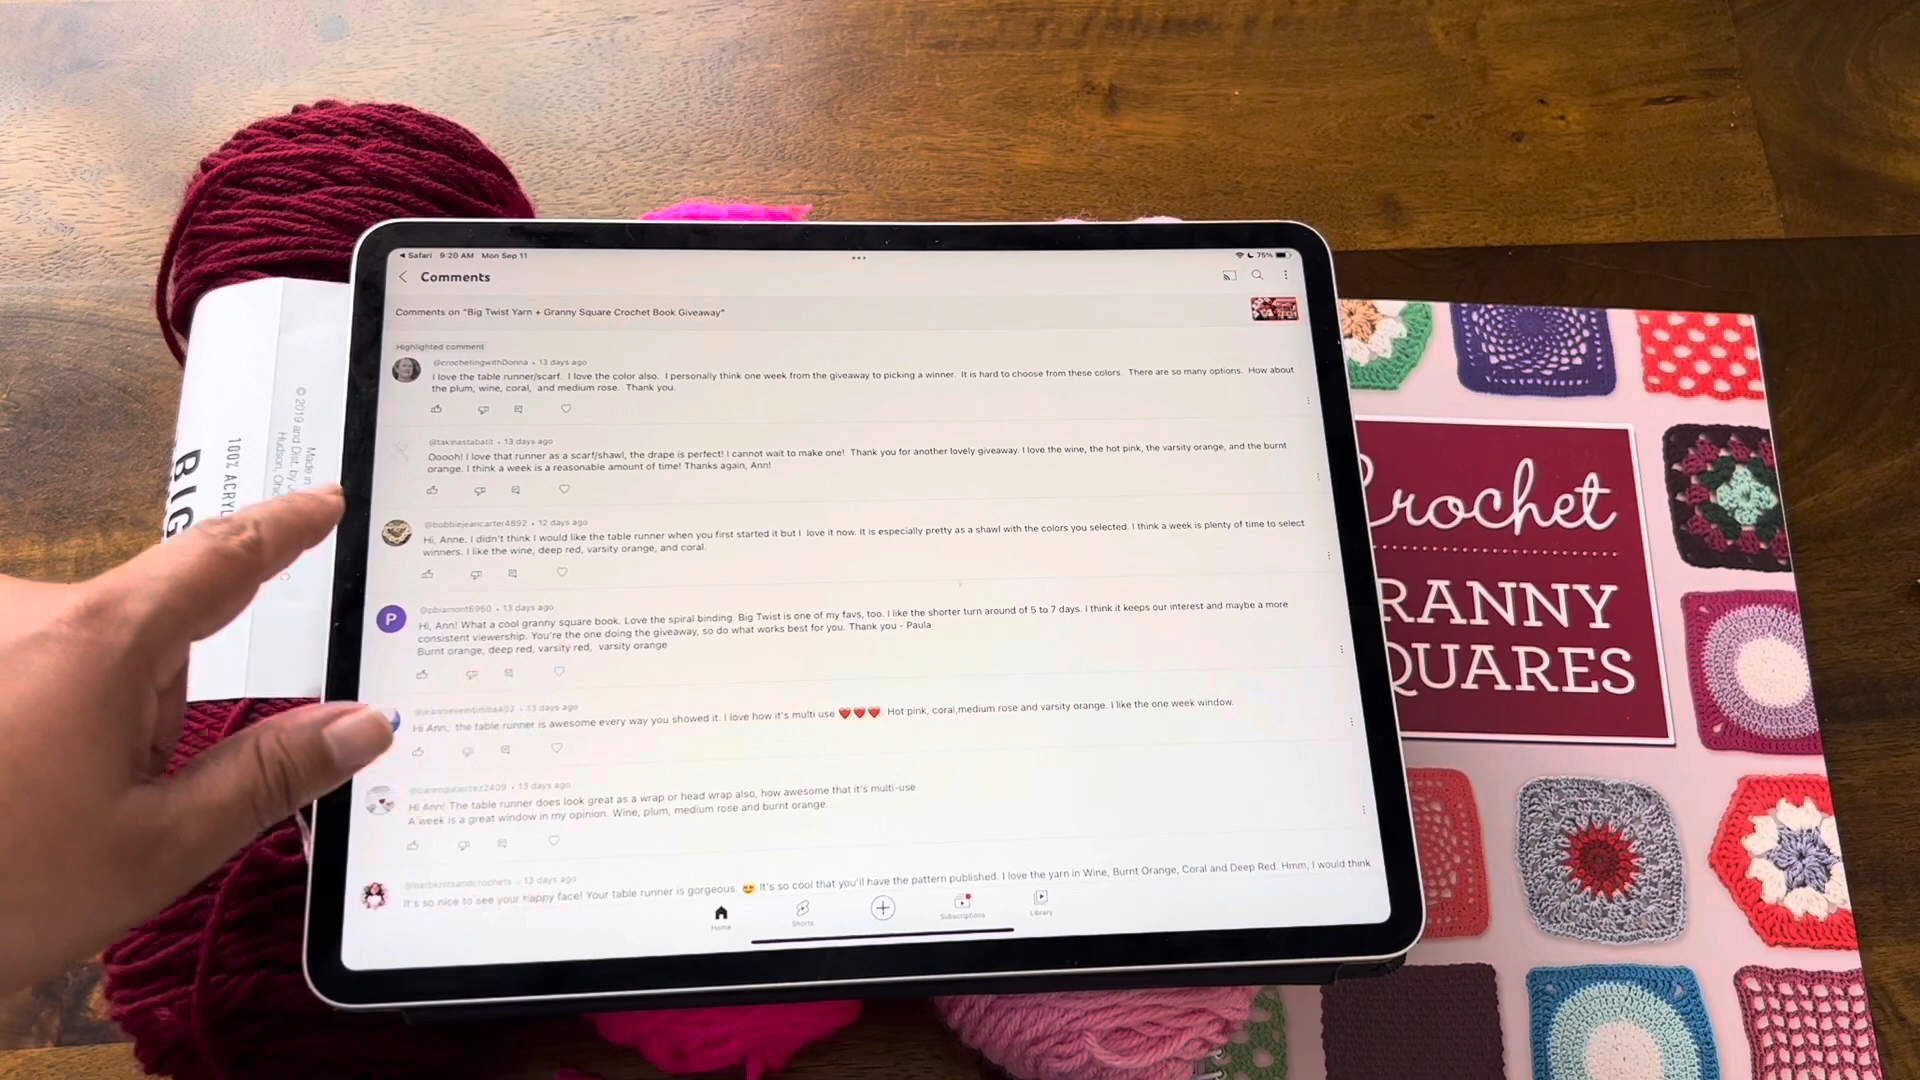 Safari 9:20 AM Mon Sep 11
75%
Comments
Comments on "Big Twist Yarn + Granny Square Crochet Book Giveaway"
Highlighted comment
@crochetingwithDonna • 13 days ago
I love the table runner/scarf. I love the color also. I personally think one week from the giveaway to picking a winner. It is hard to choose from these colors. There are so many options. How about
the plum, wine, coral, and medium rose. Thank you.
@takinastabatit • 13 days ago
Ooooh! I love that runner as a scarf/shawl, the drape is perfect! I cannot wait to make one! Thank you for another lovely giveaway. I love the wine, the hot pink, the varsity orange, and the burnt
orange. I think a week is a reasonable amount of time! Thanks again, Ann!
@bobbiejeancarter4892 • 12 days ago
Hi, Anne. I didn't think I would like the table runner when you first started it but I love it now. It is especially pretty as a shawl with the colors you selected. I think a week is plenty of time to select
winners. I like the wine, deep red, varsity orange, and coral.
P
@pbiamont6950 • 13 days ago
Hi, Ann! What a cool granny square book. Love the spiral binding. Big Twist is one of my favs, too. I like the shorter turn around of 5 to 7 days. I think it keeps our interest and maybe a more
consistent viewership. You're the one doing the giveaway, so do what works best for you. Thank you - Paula
Burnt orange, deep red, varsity red, varsity orange
• 13 days ago
Hi Ann, the table runner is awesome every way you showed it. I love how it's multi use ❤️❤️❤️. Hot pink, coral,medium rose and varsity orange. I like the one week window.
• 13 days ago
Hi Ann! The table runner does look great as a wrap or head wrap also, how awesome that it's multi-use.
A week is a great window in my opinion. Wine, plum, medium rose and burnt orange.
@barbknitsandcrochets • 13 days ago
It's so nice to see your happy face! Your table runner is gorgeous. 😍 It's so cool that you'll have the pattern published. I love the yarn in Wine, Burnt Orange, Coral and Deep Red. Hmm, I would think
Home Shorts Subscriptions Library
BIG
100% ACRYL
© 2019 and Dist. by
Hudson, Ohio
Made in
Crochet
RANNY
QUARES